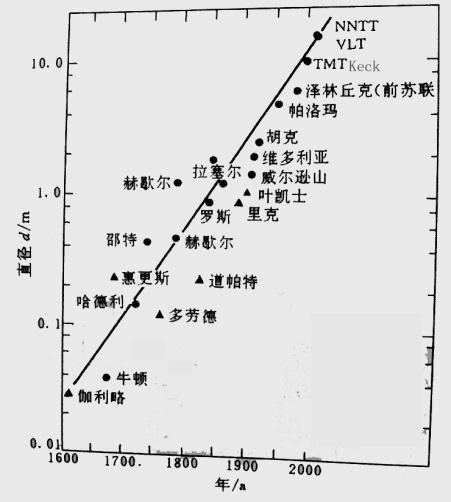 NNTT
VLT
10.0
TMT Keck
泽林丘克(前苏联
帕洛玛
胡克
拉塞尔
维多利亚
赫歇尔
威尔逊山
1.0
叶凯士
罗斯
里克
直径 d/m
邵特
赫歇尔
惠更斯
道帕特
哈德利
0.1
多劳德
牛顿
伽利略
0.01
1600
1700.
1800
1900
2000
年/a